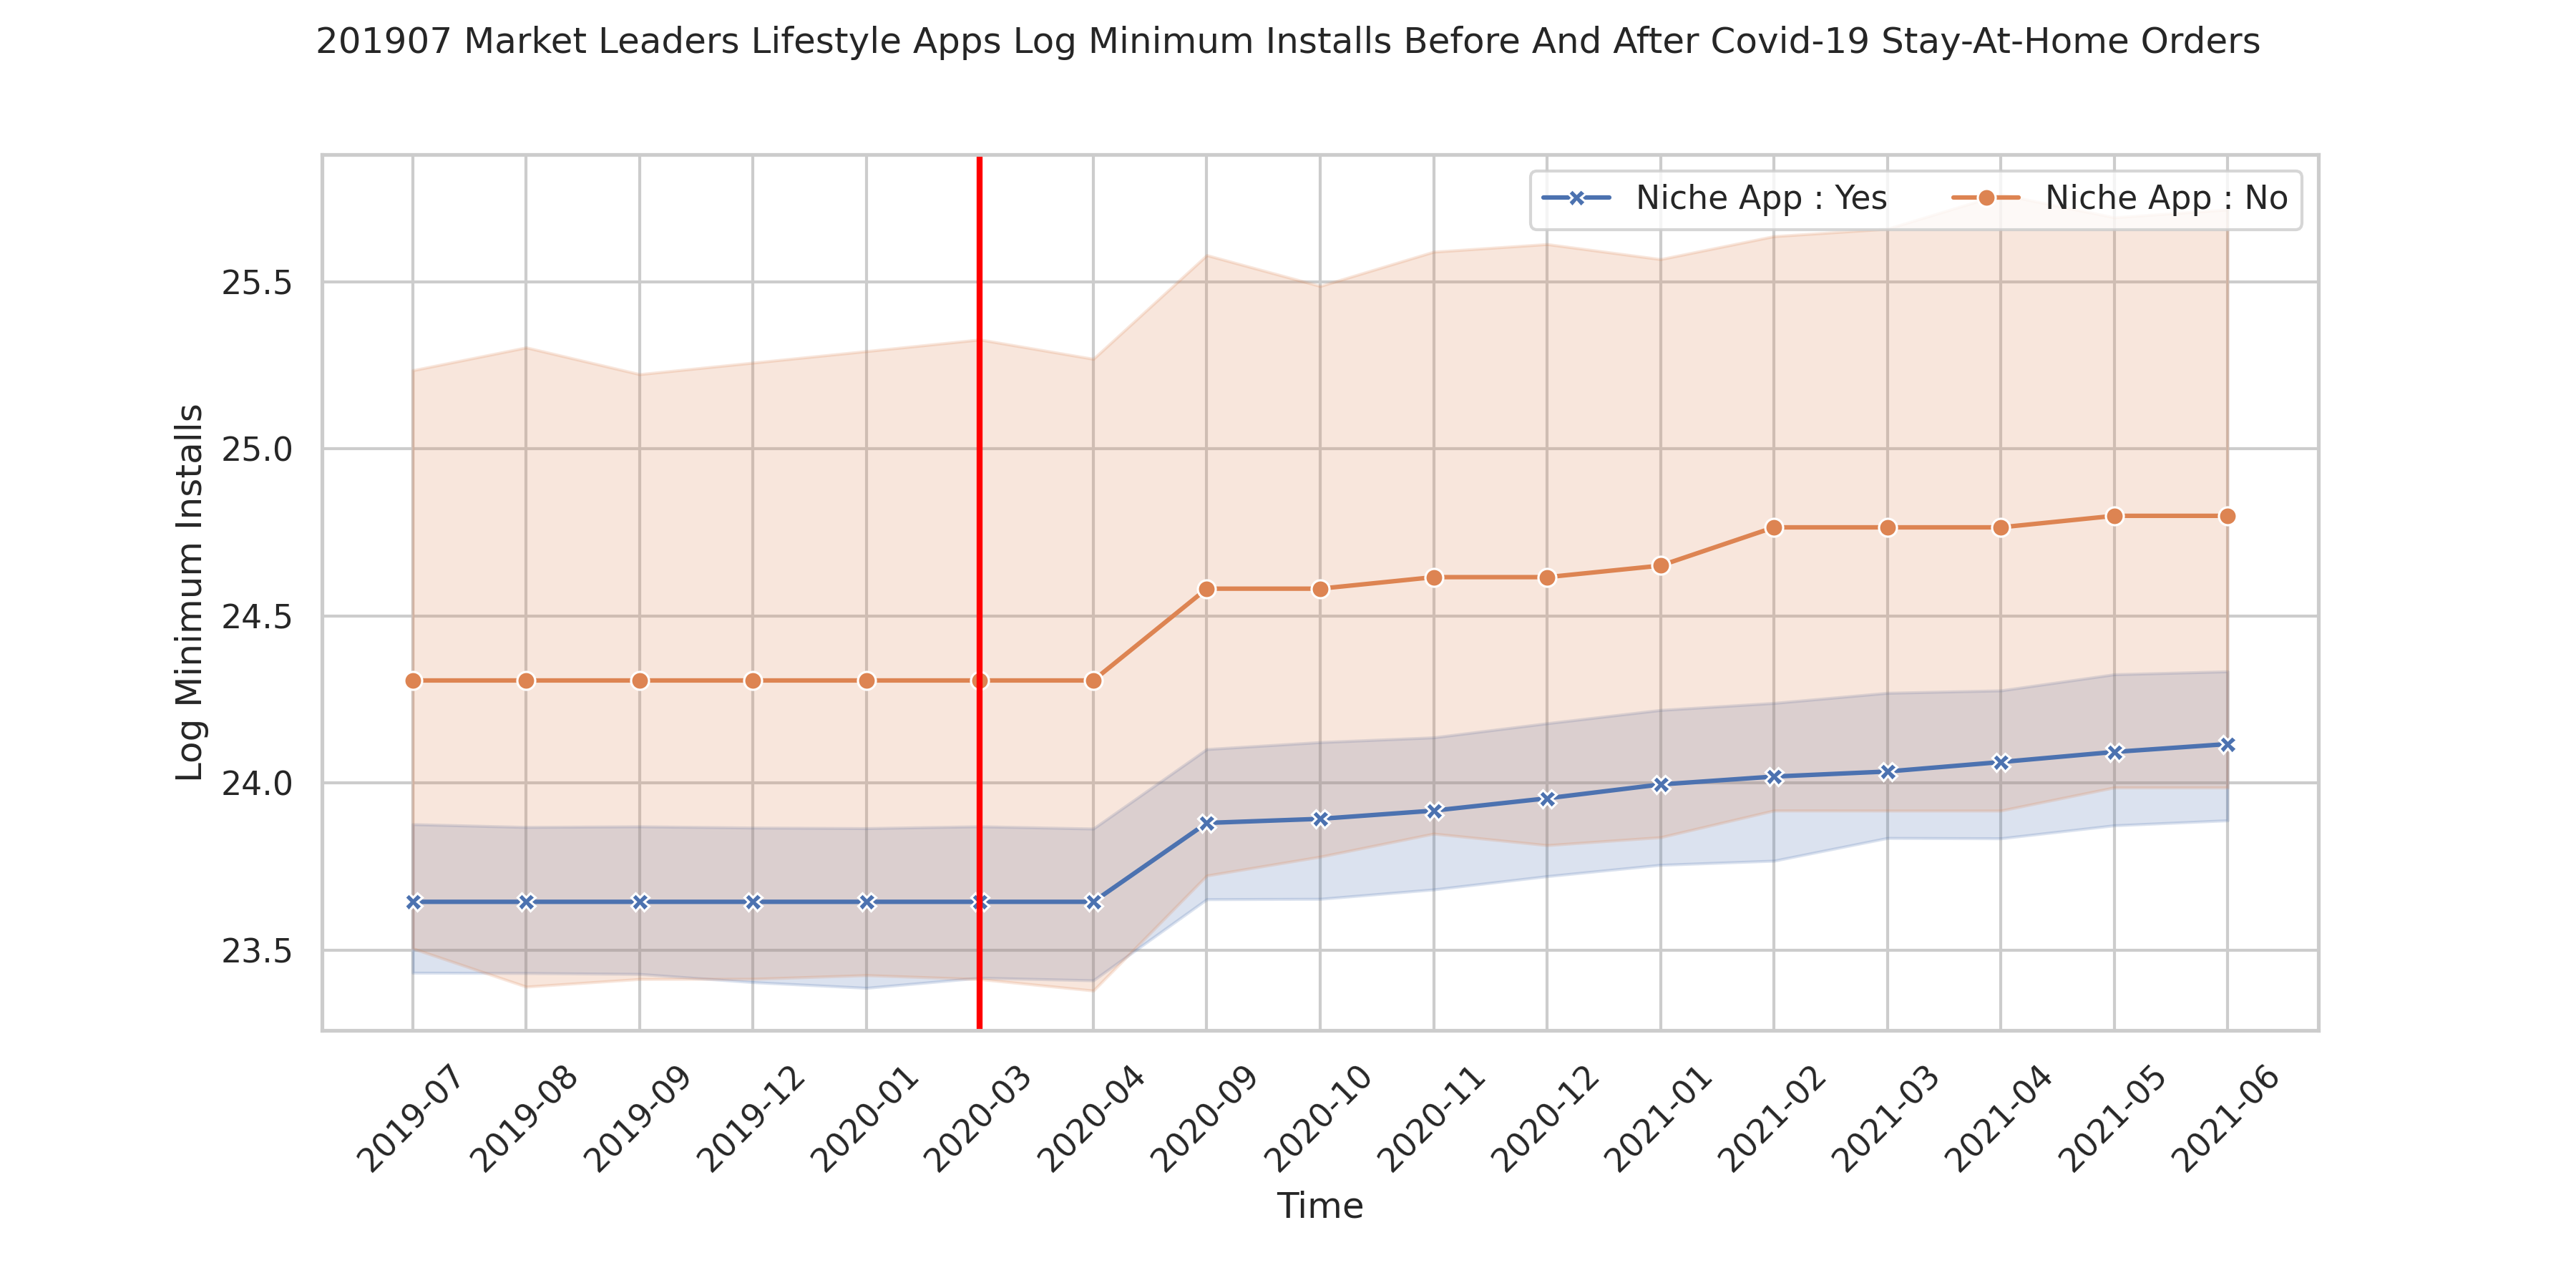 201907 Market Leaders Lifestyle Apps Log Minimum Installs Before And After Covid-19 Stay-At-Home Orders
Niche App : Yes Niche App : No
25.5
25.0
24.5
24.0
23.5
Log Minimum Installs
2019-07 2019-08 2019-09 2019-12 2020-01 2020-03 2020-04 2020-09 2020-10 2020-11 2020-12 2021-01 2021-02 2021-03 2021-04 2021-05 2021-06
Time